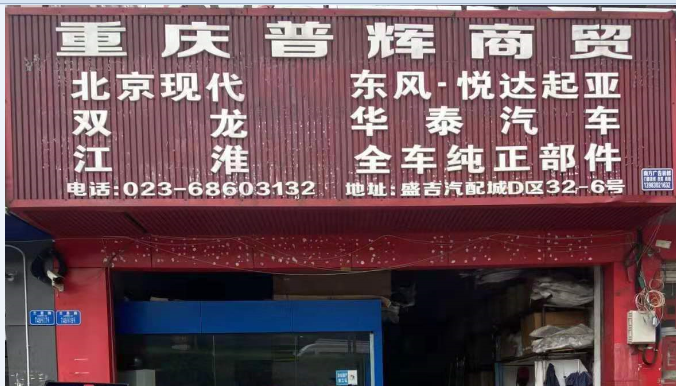 重庆普辉商贸
北京现代 东风·悦达起亚
双龙 华泰汽车
江淮 全车纯正部件
电话:023-68603132 地址:盛吉汽配城D区32-6号